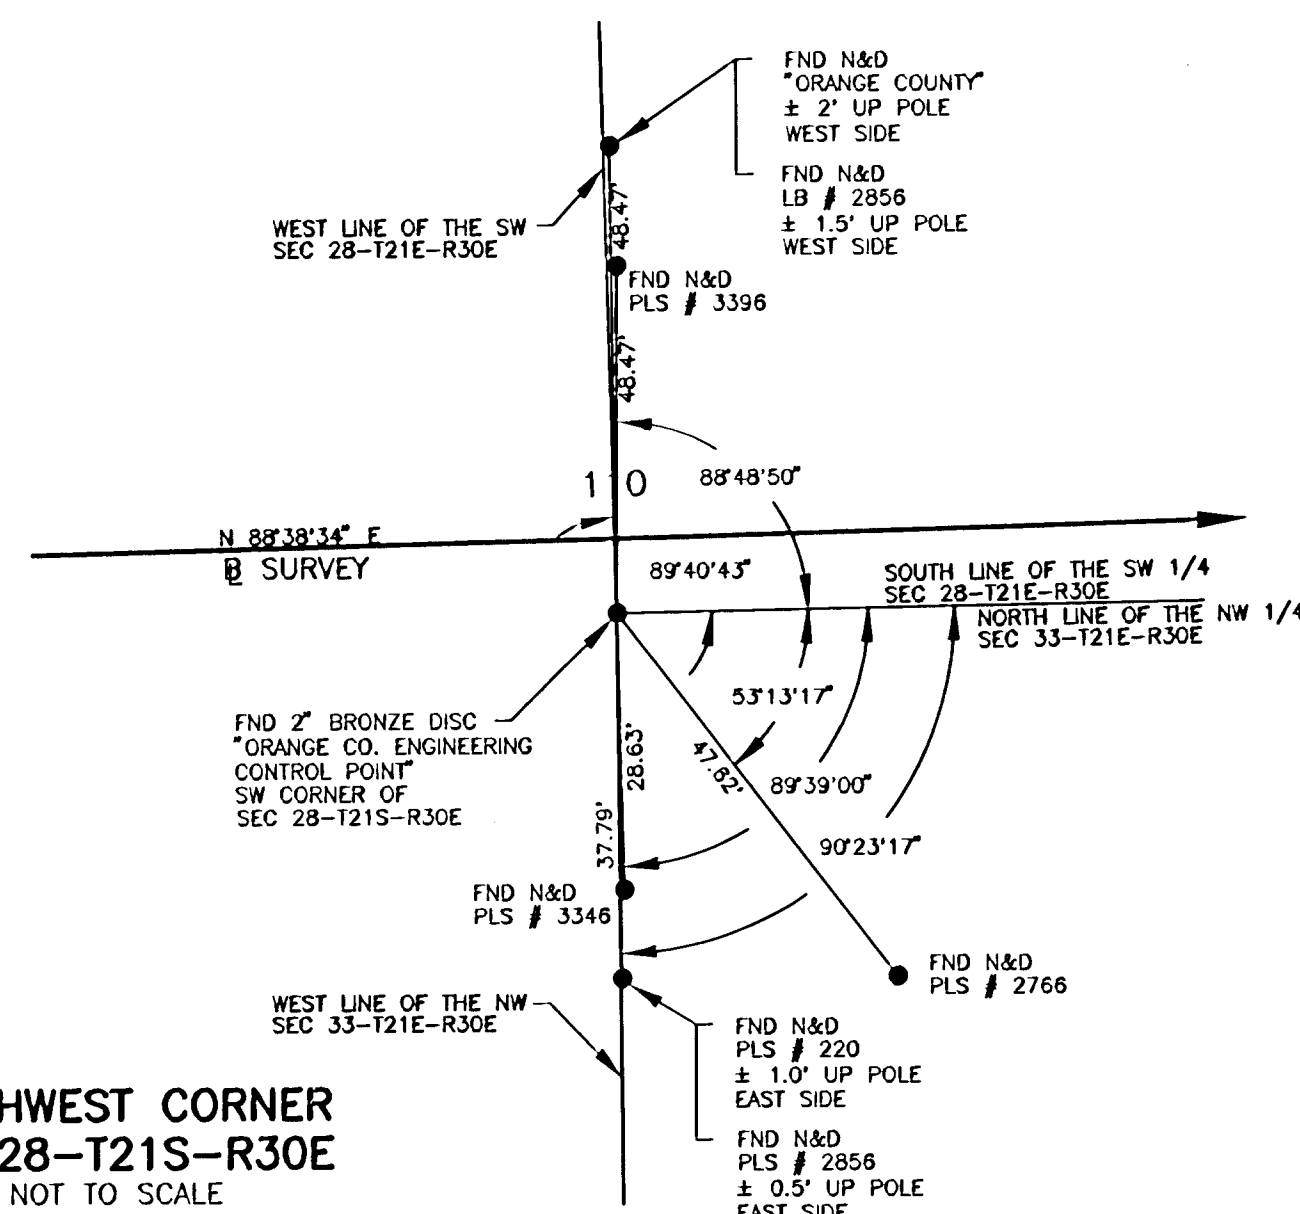 FND N&D
"ORANGE COUNTY"
± 2' UP POLE
WEST SIDE
FND N&D
LB # 2856
± 1.5' UP POLE
WEST SIDE
WEST LINE OF THE SW
SEC 28-T21E-R30E
48.47'
FND N&D
PLS # 3396
48.47'
88°48'50"
1 0
N 88°38'34" E
BL SURVEY
89°40'43"
SOUTH LINE OF THE SW 1/4
SEC 28-T21E-R30E
NORTH LINE OF THE NW 1/4
SEC 33-T21E-R30E
53°13'17"
FND 2" BRONZE DISC
"ORANGE CO. ENGINEERING
CONTROL POINT"
SW CORNER OF
SEC 28-T21S-R30E
28.63'
47.62'
89°39'00"
37.79'
90°23'17"
FND N&D
PLS # 3346
FND N&D
PLS # 2766
WEST LINE OF THE NW
SEC 33-T21E-R30E
FND N&D
PLS # 220
± 1.0' UP POLE
EAST SIDE
FND N&D
PLS # 2856
± 0.5' UP POLE
EAST SIDE
HWEST CORNER
28-T21S-R30E
NOT TO SCALE